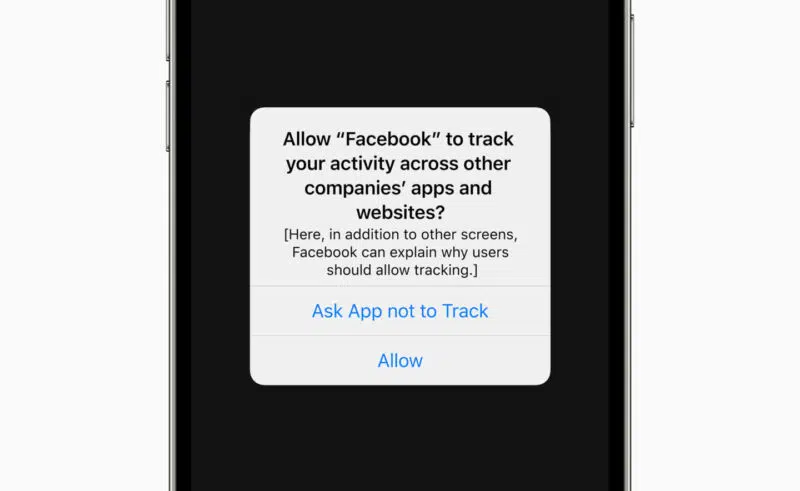 Allow “Facebook” to track
your activity across other
companies’ apps and
websites?
[Here, in addition to other screens,
Facebook can explain why users
should allow tracking.]
Ask App not to Track
Allow